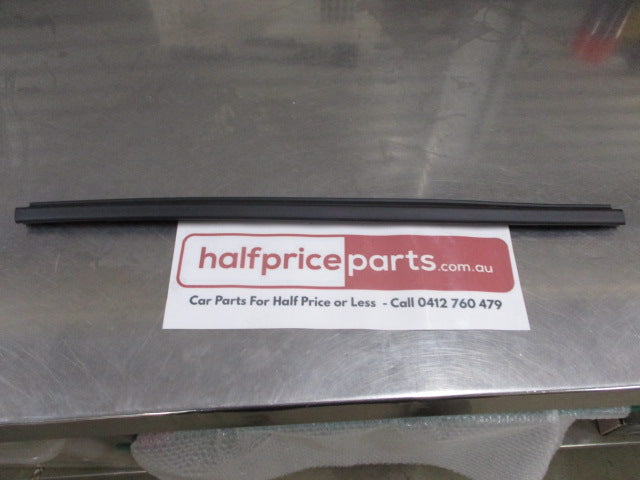 halfpriceparts.com.au
Car Parts For Half Price or Less - Call 0412 760 479